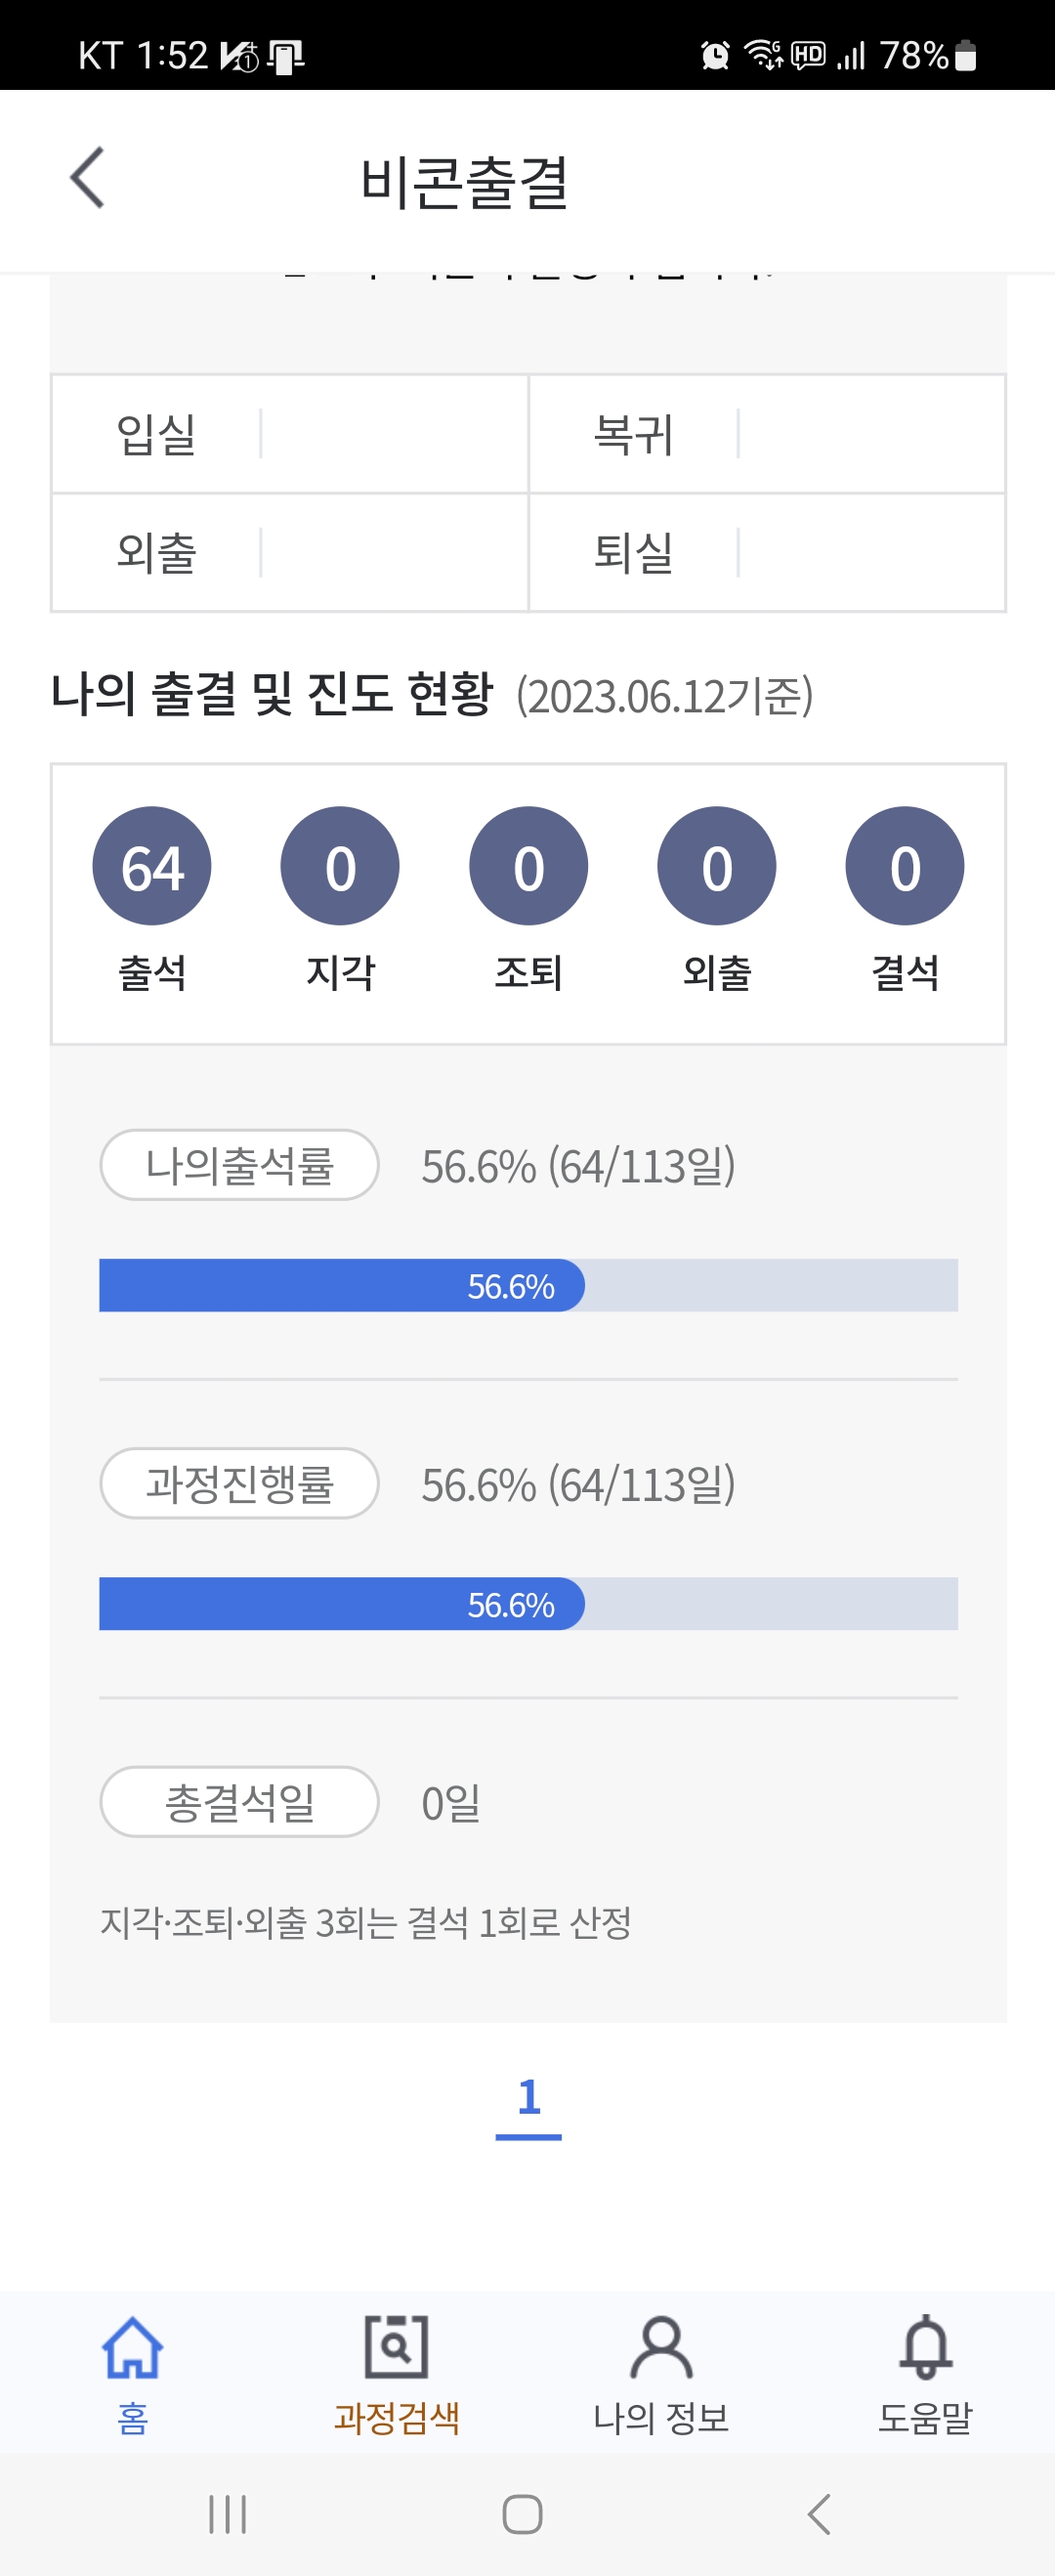 KT 1:52 HD 78%
비콘출결
입실 복귀
외출 퇴실
나의 출결 및 진도 현황 (2023.06.12기준)
64 0 0 0 0
출석 지각 조퇴 외출 결석
나의출석률 56.6% (64/113일)
56.6%
과정진행률 56.6% (64/113일)
56.6%
총결석일 0일
지각·조퇴·외출 3회는 결석 1회로 산정
1
홈 과정검색 나의 정보 도움말